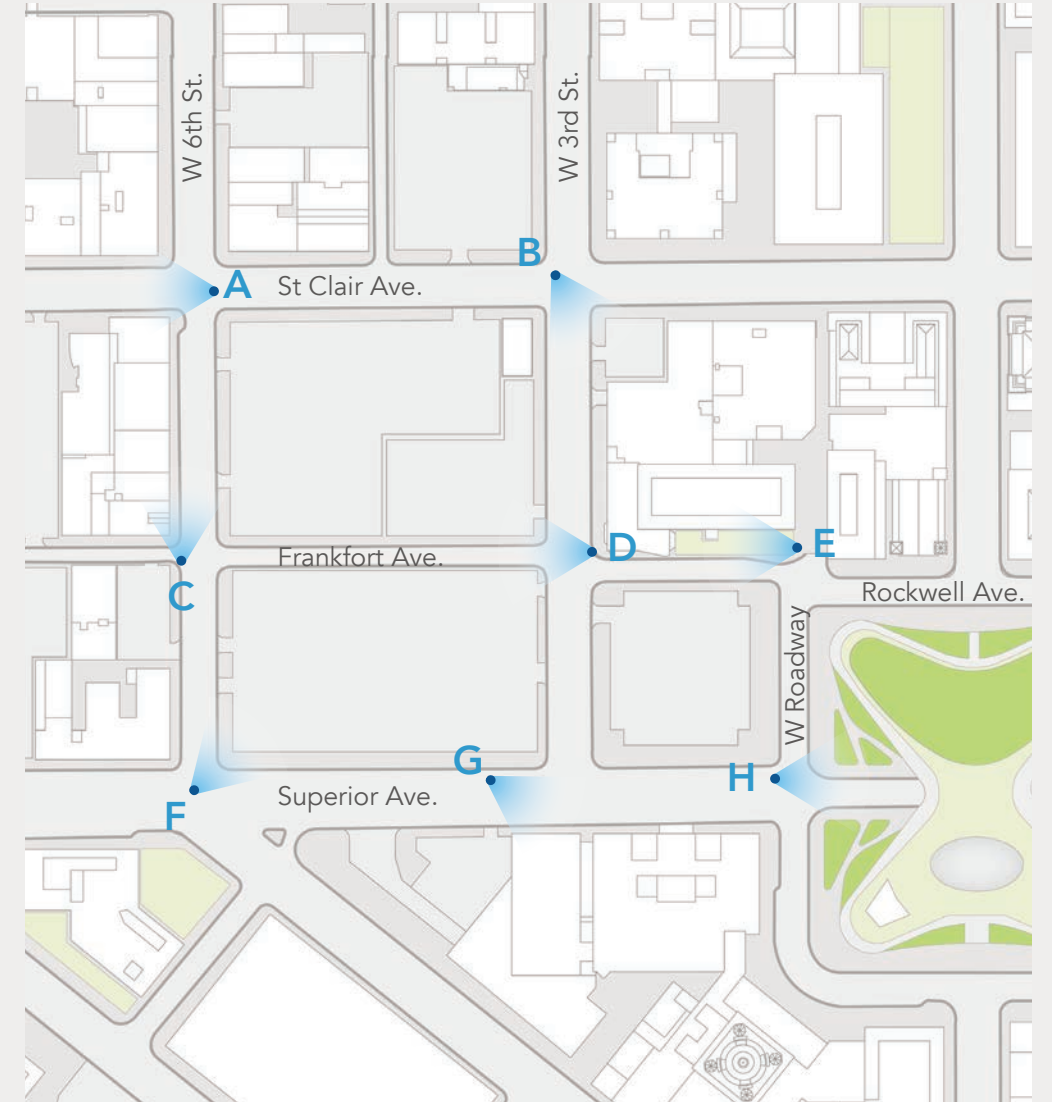 W 6th St.
W 3rd St.
B
A
St Clair Ave.
D
E
Frankfort Ave.
C
Rockwell Ave.
W Roadway
G
H
Superior Ave.
F